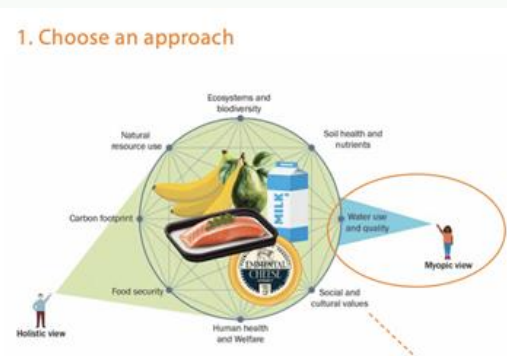 1. Choose an approach
Ecosystems and
biodiversity
Natural
resource use
Soil health and
nutrients
MILK
Carbon footprint
Water use
and quality
Myopic view
EMMENTAL
CHEESE
Food security
Social and
cultural values
Holistic view
Human health
and Welfare